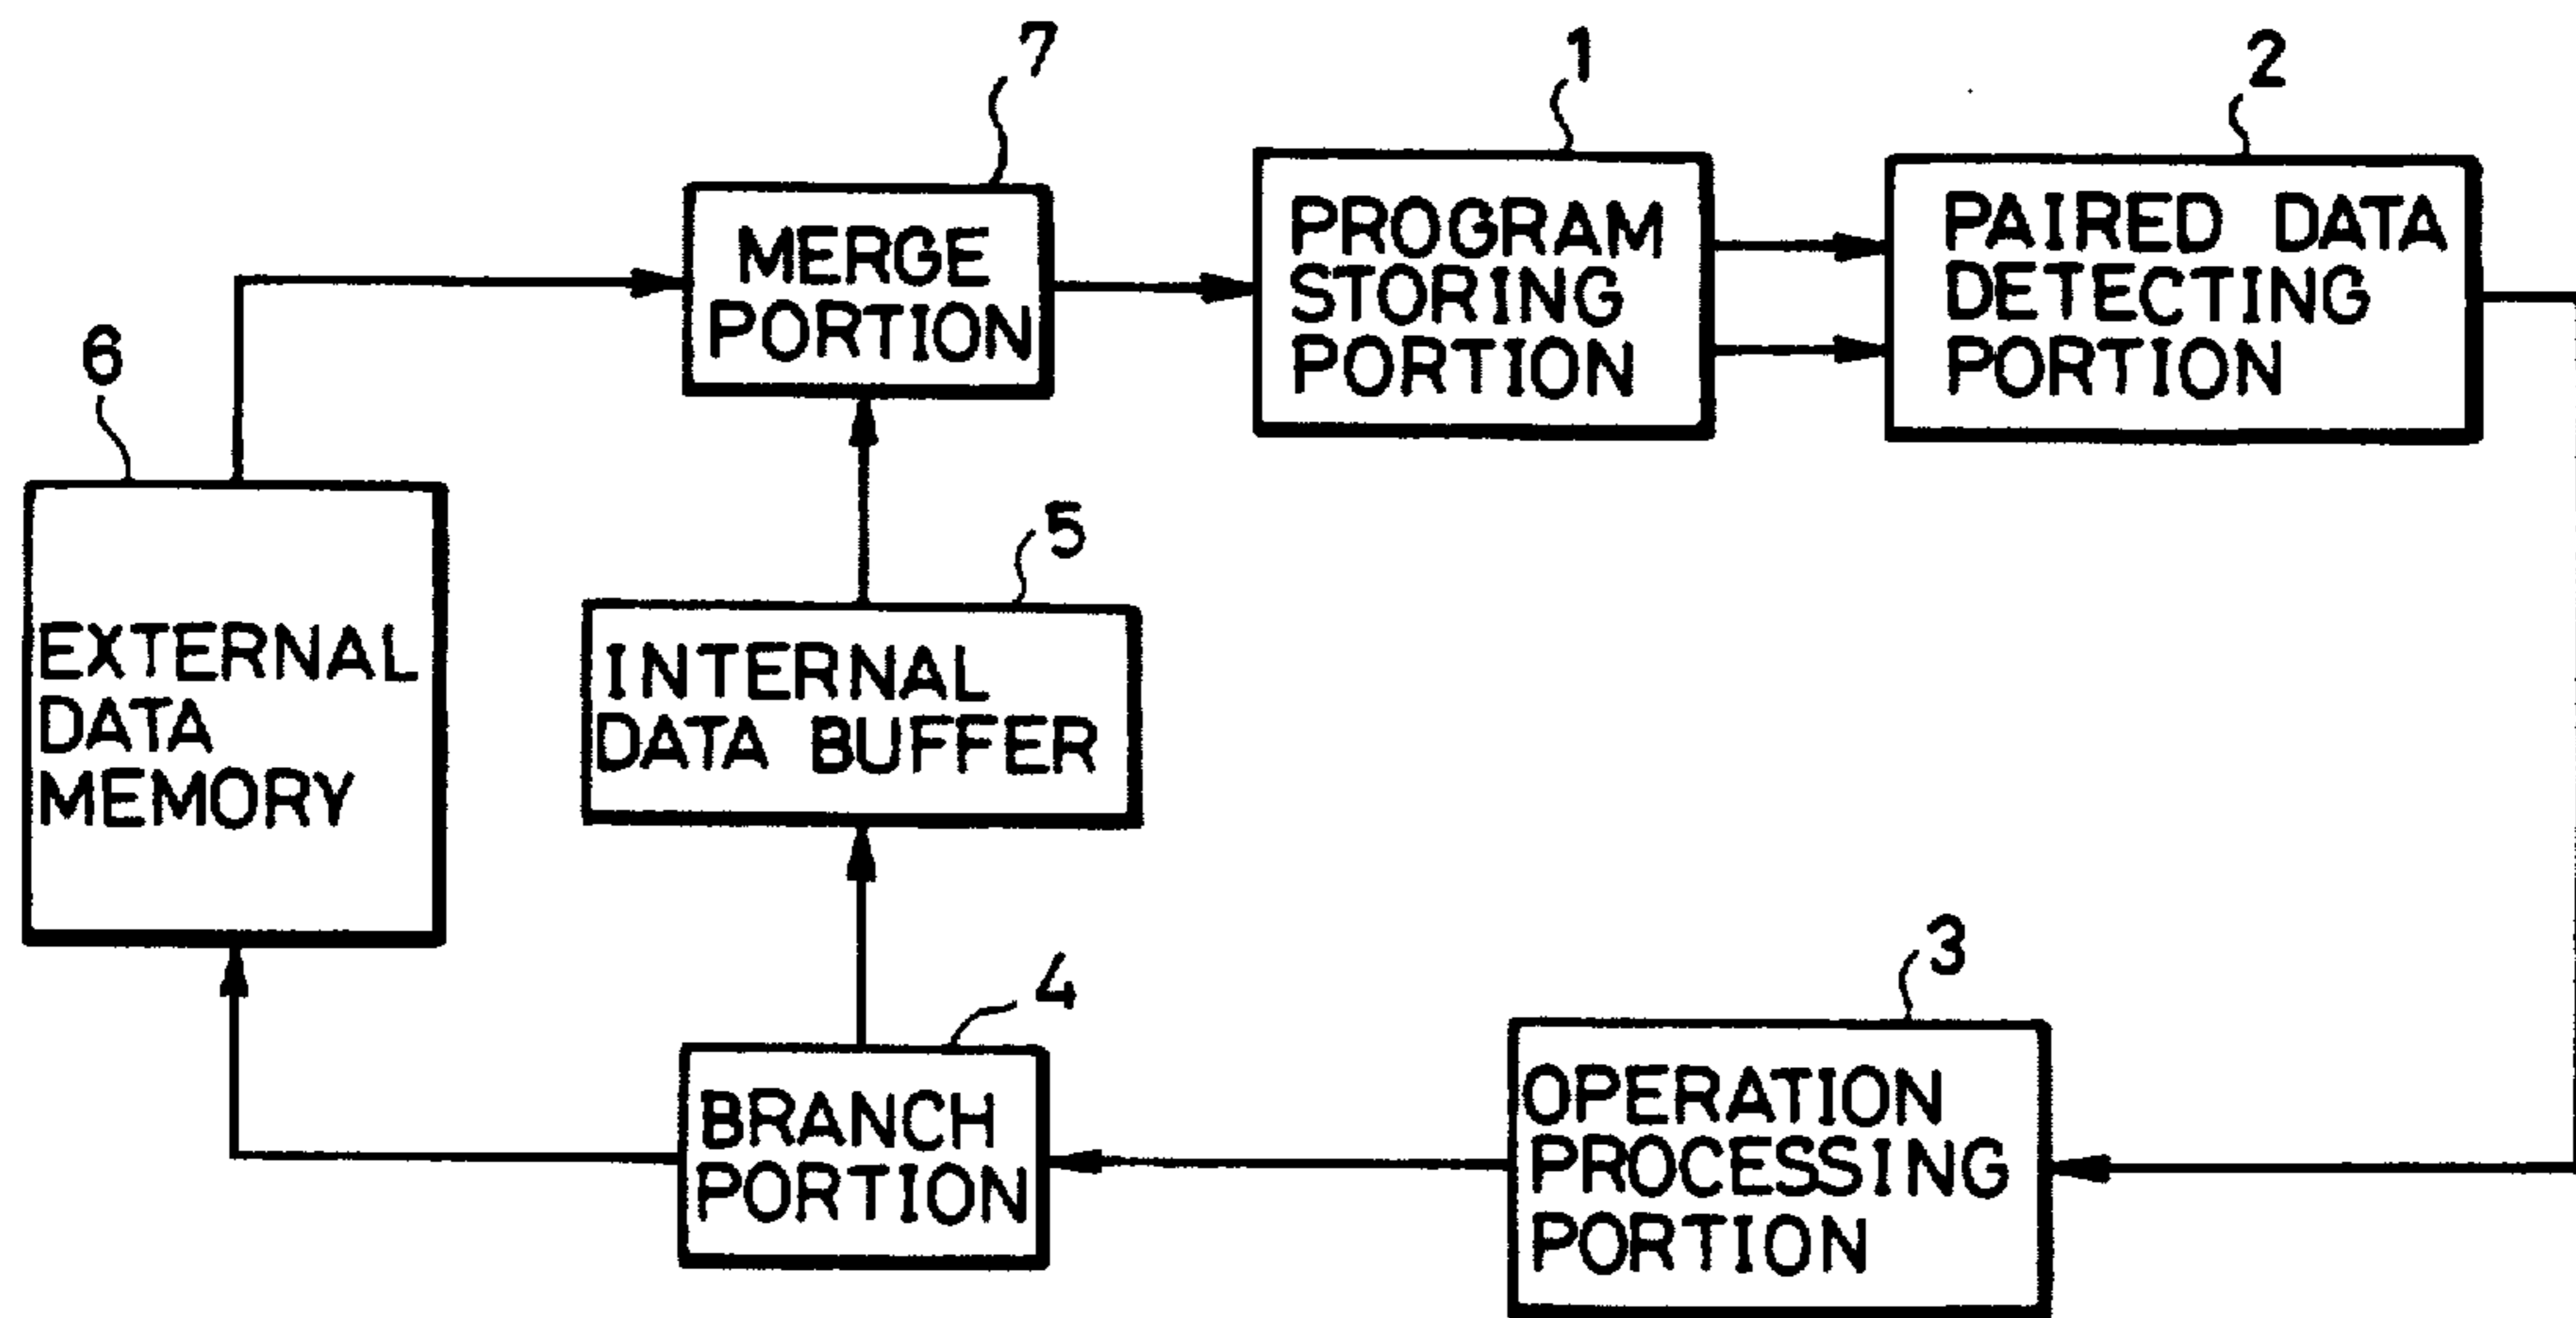 7
MERGE
PORTION
1
PROGRAM
STORING
PORTION
2
PAIRED DATA
DETECTING
PORTION
6
EXTERNAL
DATA
MEMORY
5
INTERNAL
DATA BUFFER
4
BRANCH
PORTION
3
OPERATION
PROCESSING
PORTION